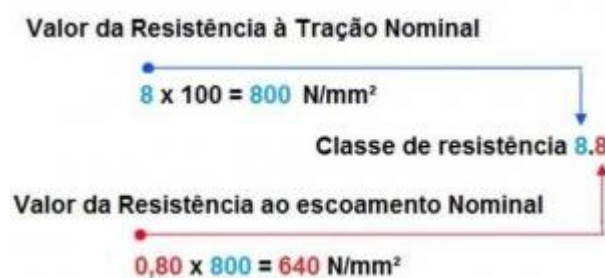 Valor da Resistência à Tração Nominal
8 x 100 = 800 N/mm²
Classe de resistência 8.8
Valor da Resistência ao escoamento Nominal
0,80 x 800 = 640 N/mm²